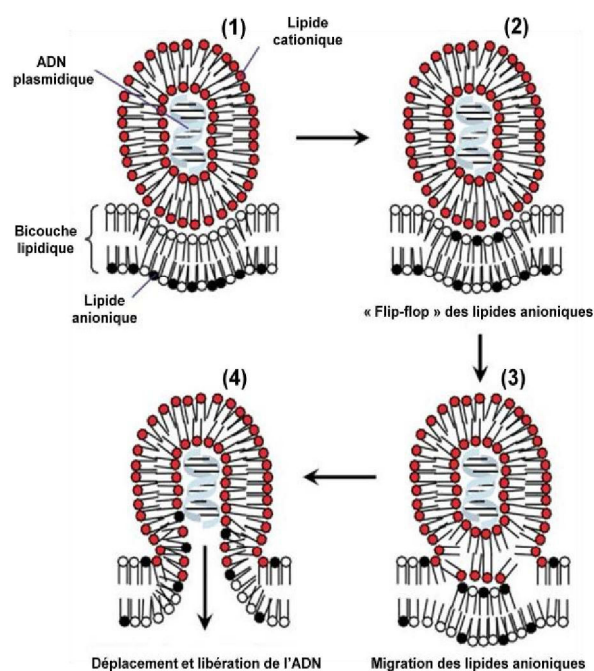 (1)
(2)
Lipide
cationique
ADN
plasmidique
Bicouche
lipidique
Lipide
anionique
« Flip-flop » des lipides anioniques
(4)
(3)
Déplacement et libération de l'ADN
Migration des lipides anioniques